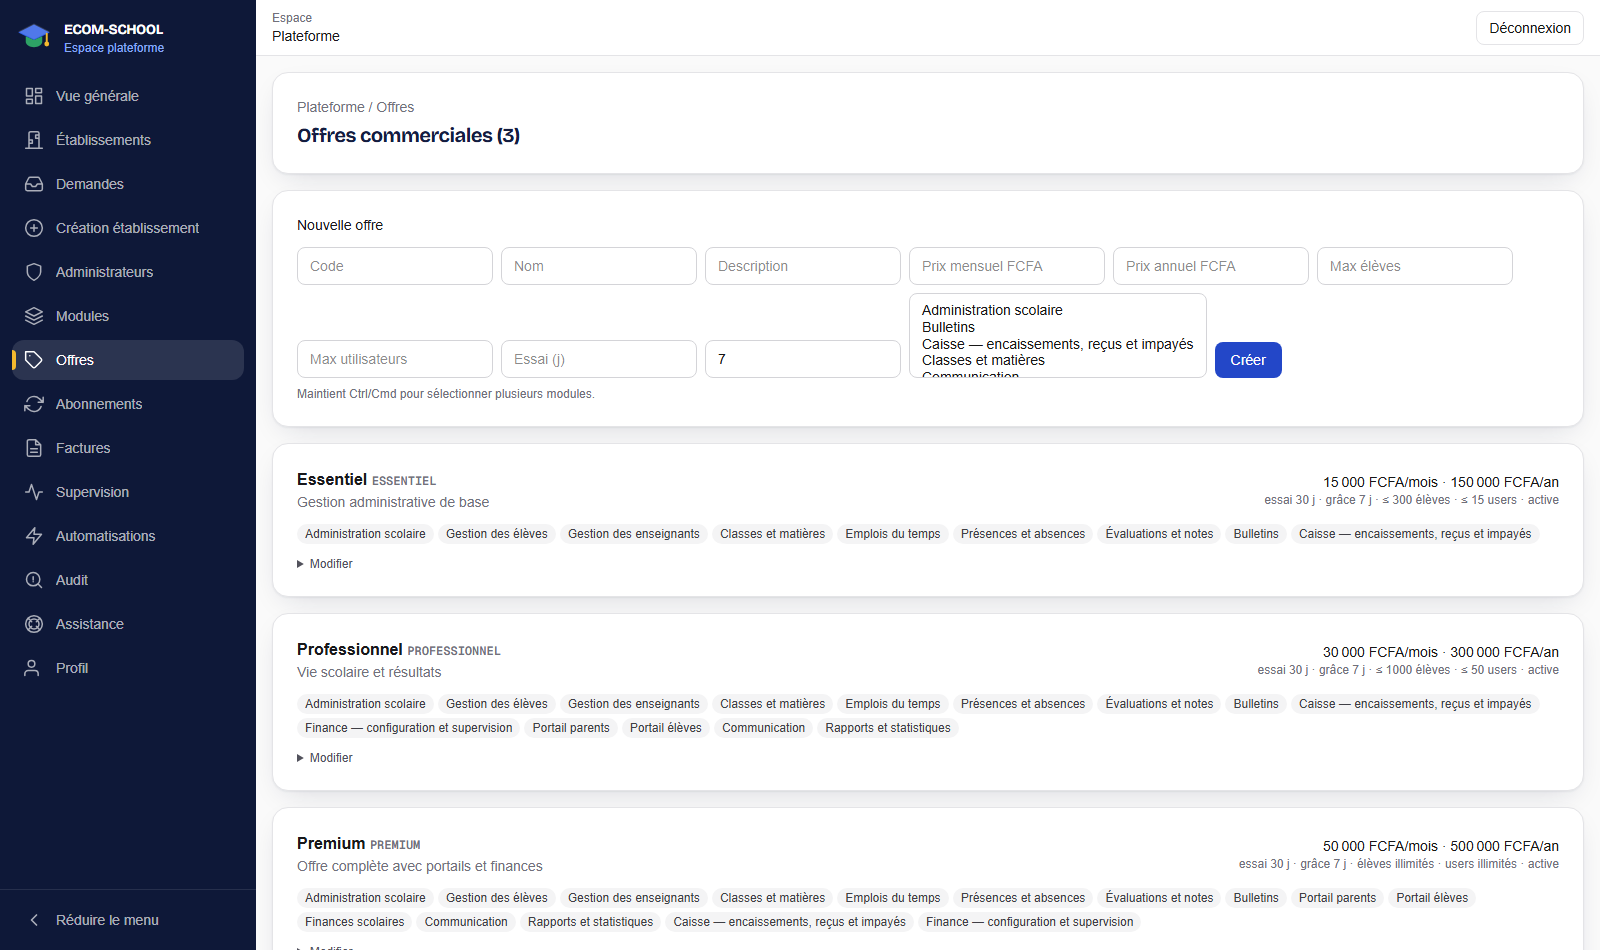 ECOM-SCHOOL
Espace plateforme
Vue générale
Établissements
Demandes
Création établissement
Administrateurs
Modules
Offres
Abonnements
Factures
Supervision
Automatisations
Audit
Assistance
Profil
Réduire le menu
Espace
Plateforme
Déconnexion
Plateforme / Offres
Offres commerciales (3)
Nouvelle offre
Code Nom Description Prix mensuel FCFA Prix annuel FCFA Max élèves
Administration scolaire
Bulletins
Caisse — encaissements, reçus et impayés
Classes et matières
Communication
Max utilisateurs Essai (j) 7 Créer
Maintient Ctrl/Cmd pour sélectionner plusieurs modules.
Essentiel ESSENTIEL 15 000 FCFA/mois · 150 000 FCFA/an
Gestion administrative de base essai 30 j · grâce 7 j · ≤ 300 élèves · ≤ 15 users · active
Administration scolaire Gestion des élèves Gestion des enseignants Classes et matières Emplois du temps Présences et absences Évaluations et notes Bulletins Caisse — encaissements, reçus et impayés
Modifier
Professionnel PROFESSIONNEL 30 000 FCFA/mois · 300 000 FCFA/an
Vie scolaire et résultats essai 30 j · grâce 7 j · ≤ 1000 élèves · ≤ 50 users · active
Administration scolaire Gestion des élèves Gestion des enseignants Classes et matières Emplois du temps Présences et absences Évaluations et notes Bulletins Caisse — encaissements, reçus et impayés
Finance — configuration et supervision Portail parents Portail élèves Communication Rapports et statistiques
Modifier
Premium PREMIUM 50 000 FCFA/mois · 500 000 FCFA/an
Offre complète avec portails et finances essai 30 j · grâce 7 j · élèves illimités · users illimités · active
Administration scolaire Gestion des élèves Gestion des enseignants Classes et matières Emplois du temps Présences et absences Évaluations et notes Bulletins Portail parents Portail élèves
Finances scolaires Communication Rapports et statistiques Caisse — encaissements, reçus et impayés Finance — configuration et supervision
Modifier